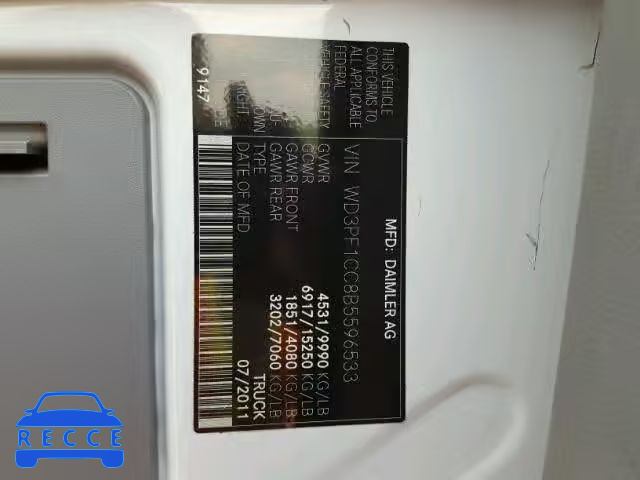 MFD: DAIMLER AG
VIN WD3PF1CC8B5596533
GVWR 4531/9990 KG/LB
GCWR 6917/15250 KG/LB
GAWR FRONT 1851/4080 KG/LB
GAWR REAR 3202/7060 KG/LB
TYPE TRUCK
DATE OF MFD 07/2011
THIS VEHICLE
CONFORMS TO
ALL APPLICABLE
FEDERAL
VEHICLE SAFETY
9147
RECCE